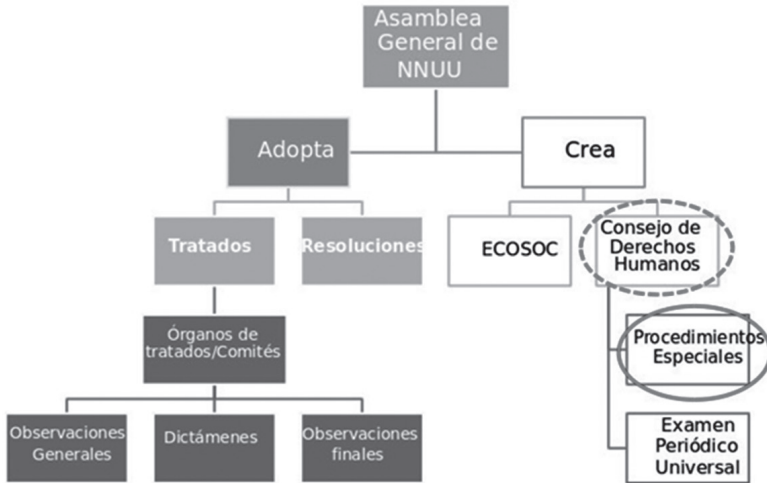 Asamblea
General de
NNUU
Adopta
Crea
Tratados
Resoluciones
ECOSOC
Consejo de
Derechos
Humanos
Órganos de
tratados/Comités
Procedimientos
Especiales
Observaciones
Generales
Dictámenes
Observaciones
finales
Examen
Periódico
Universal